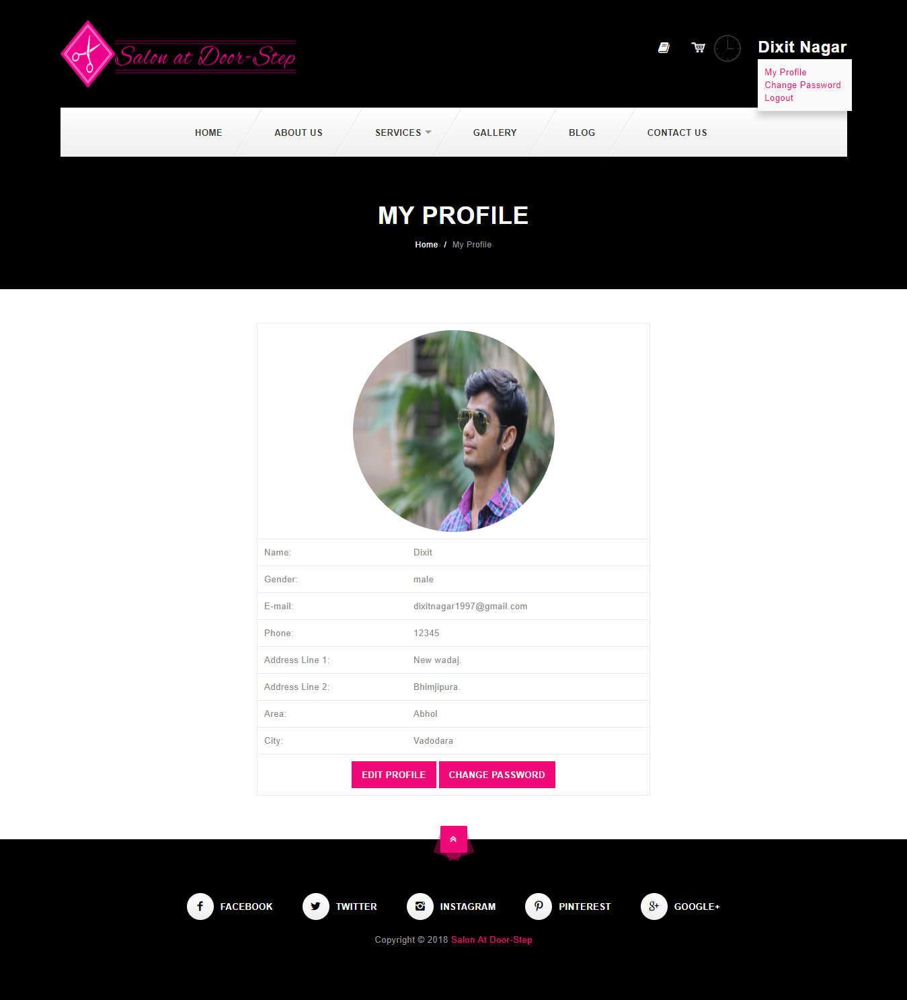 Salon at Door-Step
Dixit Nagar
My Profile
Change Password
Logout
HOME ABOUT US SERVICES GALLERY BLOG CONTACT US
MY PROFILE
Home / My Profile
Name: Dixit
Gender: male
E-mail: dixitnagar1997@gmail.com
Phone: 12345
Address Line 1: New wadaj.
Address Line 2: Bhimjipura.
Area: Abhol
City: Vadodara
EDIT PROFILE CHANGE PASSWORD
FACEBOOK TWITTER INSTAGRAM PINTEREST GOOGLE+
Copyright © 2018 Salon At Door-Step